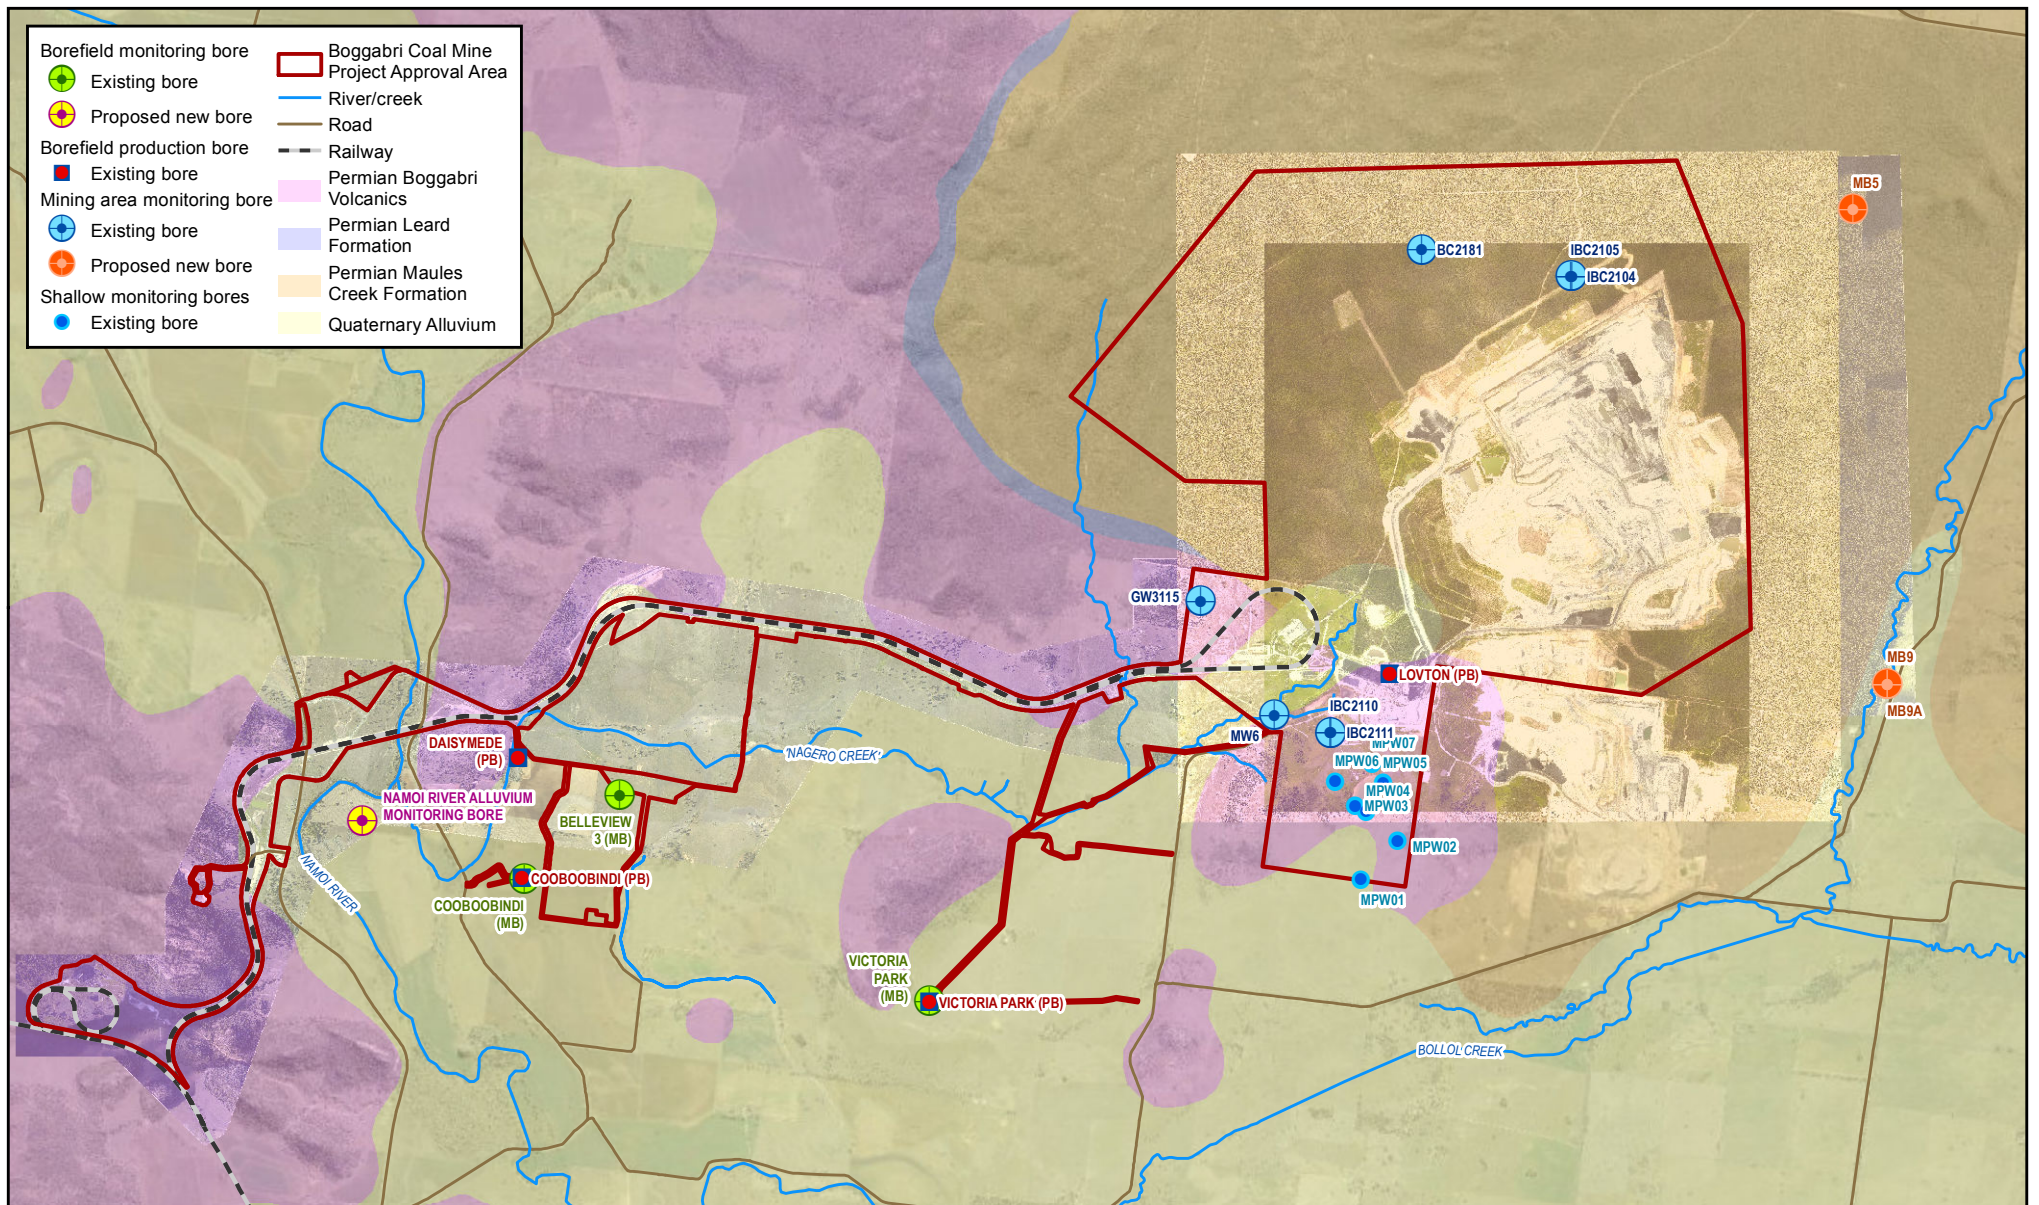 Borefield monitoring bore
Existing bore
Proposed new bore
Borefield production bore
Existing bore
Mining area monitoring bore
Existing bore
Proposed new bore
Shallow monitoring bores
Existing bore
Boggabri Coal Mine
Project Approval Area
River/creek
Road
Railway
Permian Boggabri
Volcanics
Permian Leard
Formation
Permian Maules
Creek Formation
Quaternary Alluvium
MB5
BC2181
IBC2105
IBC2104
GW3115
MB9
MB9A
LOVTON (PB)
IBC2110
MW6
IBC2111
MPW07
MPW06
MPW05
MPW04
MPW03
MPW02
MPW01
DAISYMEDE
(PB)
'NAGERO CREEK'
NAMOI RIVER ALLUVIUM
MONITORING BORE
BELLEVIEW
3 (MB)
NAMOI RIVER
COOBOOBINDI (PB)
COOBOOBINDI
(MB)
VICTORIA
PARK
(MB)
VICTORIA PARK (PB)
BOLLOL CREEK